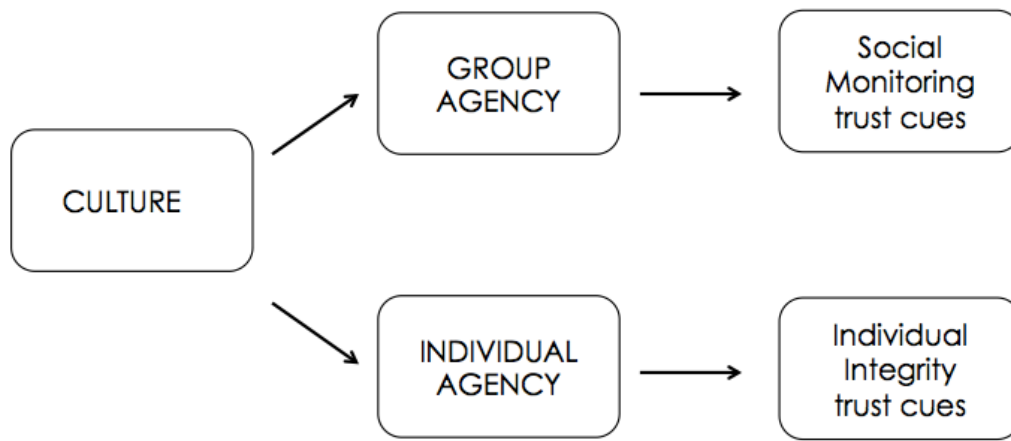 CULTURE
GROUP
AGENCY
Social
Monitoring
trust cues
INDIVIDUAL
AGENCY
Individual
Integrity
trust cues